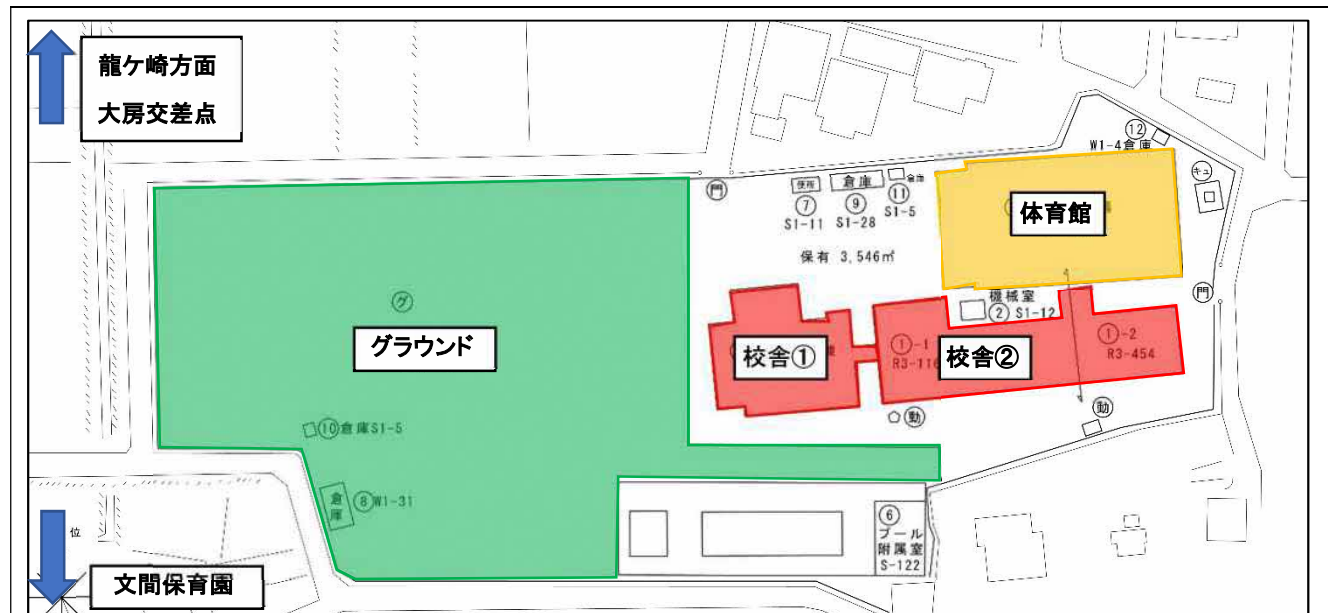 龍ケ崎方面
大房交差点
⑫
W1-4倉庫
キュ
門
便所
倉庫
倉庫
⑦
⑨
⑪
S1-11
S1-28
S1-5
体育館
保有 3,546㎡
機械室
② S1-12
門
グ
グラウンド
校舎①
①-1
R3-116
校舎②
①-2
R3-454
動
動
⑩倉庫S1-5
倉庫
⑧W1-31
⑥
プール
附属室
S-122
位
文間保育園